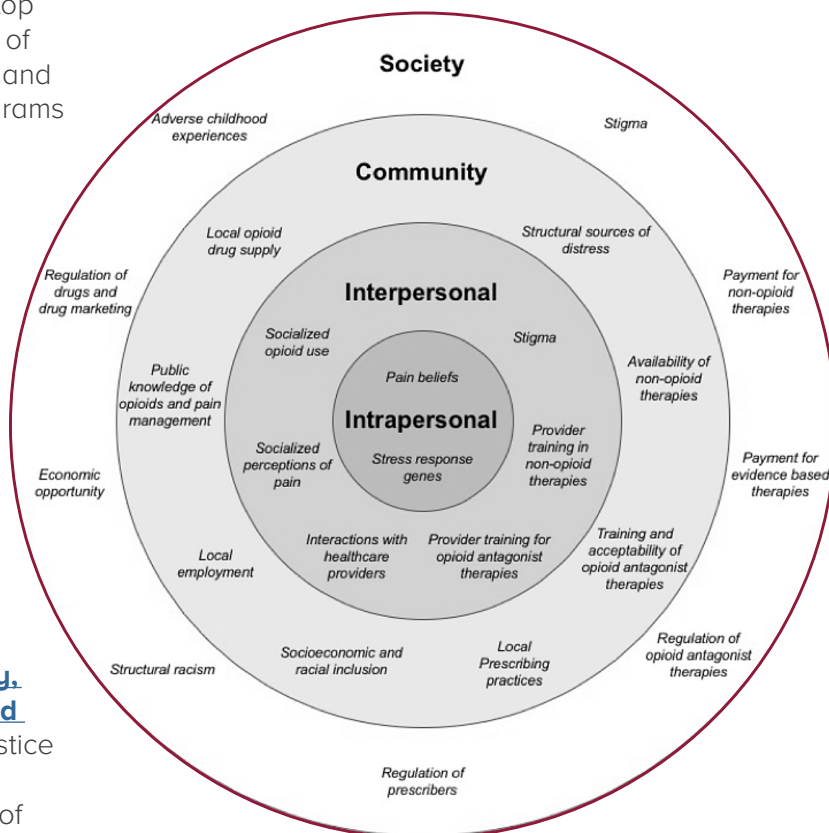 top
of
and
rams
Society
Adverse childhood
experiences
Stigma
Community
Local opioid
drug supply
Structural sources of
distress
Regulation of
drugs and
drug marketing
Interpersonal
Payment for
non-opioid
therapies
Socialized
opioid use
Stigma
Public
knowledge of
opioids and pain
management
Pain beliefs
Availability of
non-opioid
therapies
Intrapersonal
Stress response
genes
Socialized
perceptions of
pain
Provider
training in
non-opioid
therapies
Economic
opportunity
Payment for
evidence based
therapies
Local
employment
Interactions with
healthcare
providers
Provider training for
opioid antagonist
therapies
Training and
acceptability of
opioid antagonist
therapies
Structural racism
Socioeconomic and
racial inclusion
Local
Prescribing
practices
Regulation of
opioid antagonist
therapies
y,
d
stice
of
Regulation of
prescribers